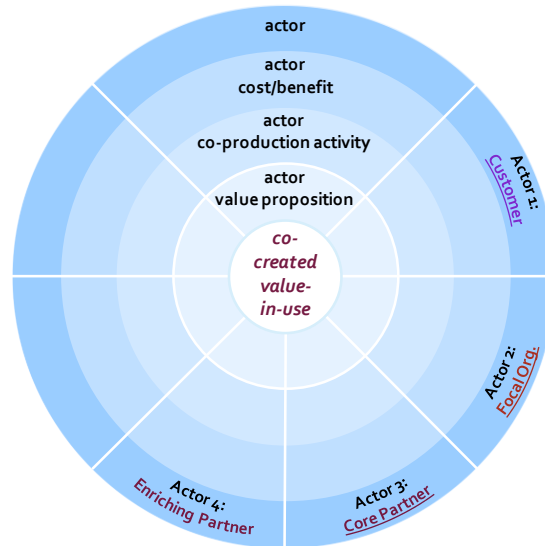 actor
actor
cost/benefit
actor
co-production activity
actor
value proposition
co-
created
value-
in-use
Actor 1:
Customer
Actor 2:
Focal Org.
Actor 3:
Core Partner
Actor 4:
Enriching Partner